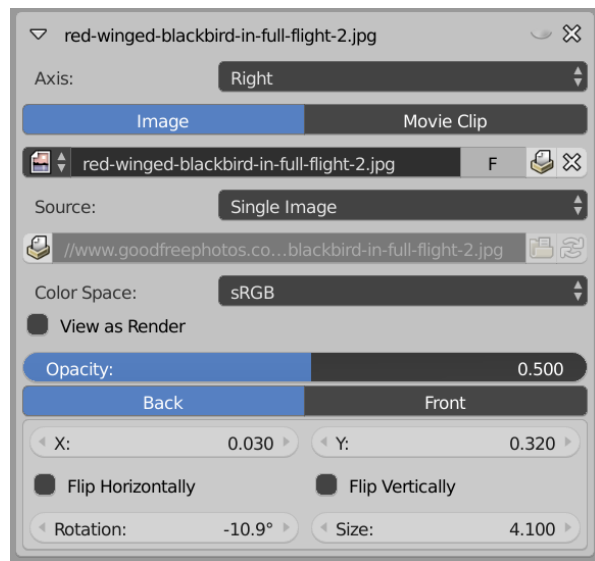 red-winged-blackbird-in-full-flight-2.jpg
Axis: Right
Image Movie Clip
red-winged-blackbird-in-full-flight-2.jpg F
Source: Single Image
//www.goodfreephotos.co…blackbird-in-full-flight-2.jpg
Color Space: sRGB
View as Render
Opacity: 0.500
Back Front
X: 0.030 Y: 0.320
Flip Horizontally Flip Vertically
Rotation: -10.9° Size: 4.100